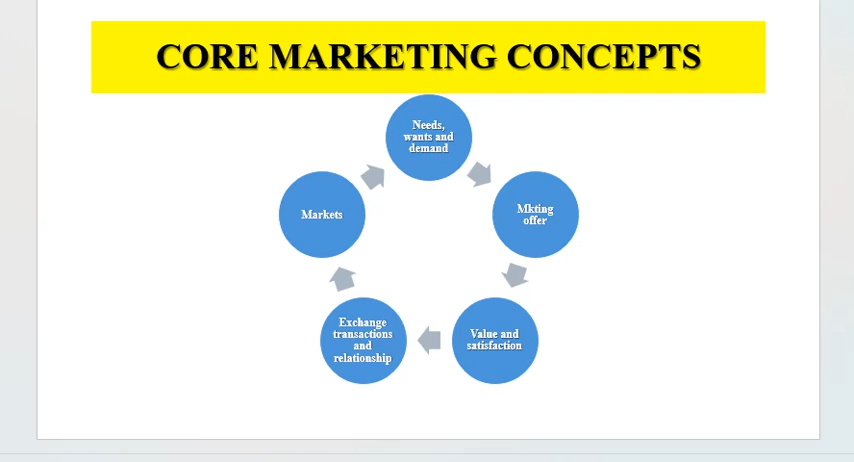 CORE MARKETING CONCEPTS
Needs,
wants and
demand
Mkting
offer
Value and
satisfaction
Exchange
transactions
and
relationship
Markets